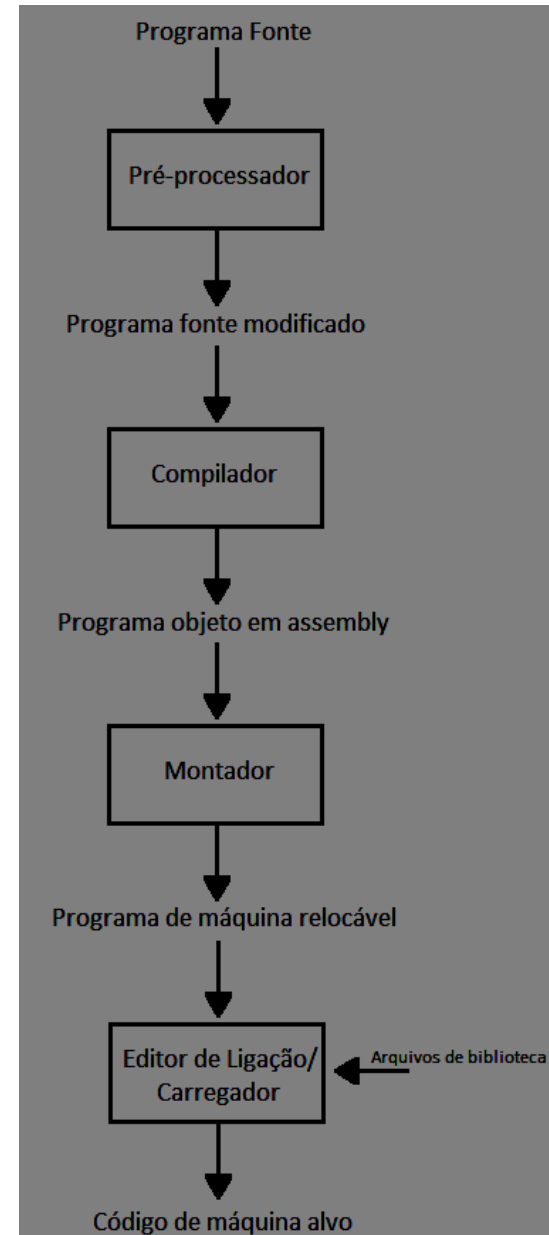 Programa Fonte
Pré-processador
Programa fonte modificado
Compilador
Programa objeto em assembly
Montador
Programa de máquina relocável
Editor de Ligação/
Carregador
Arquivos de biblioteca
Código de máquina alvo